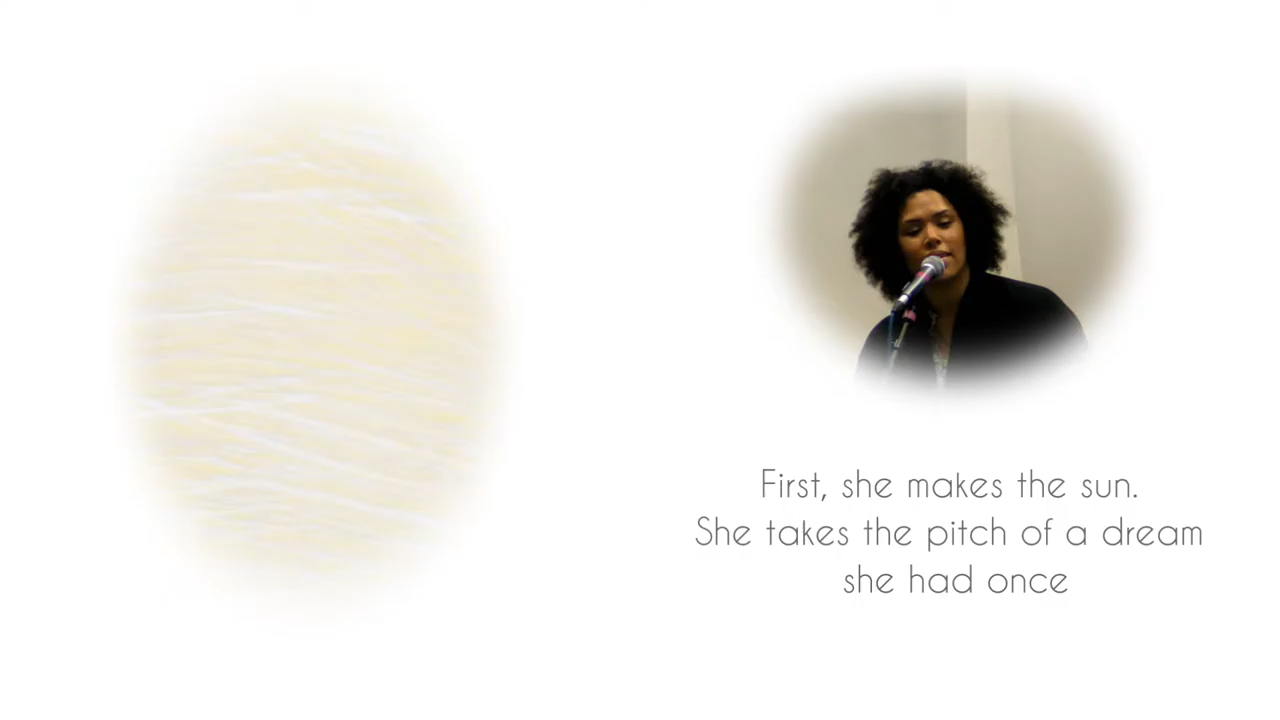 First, she makes the sun.
She takes the pitch of a dream
she had once